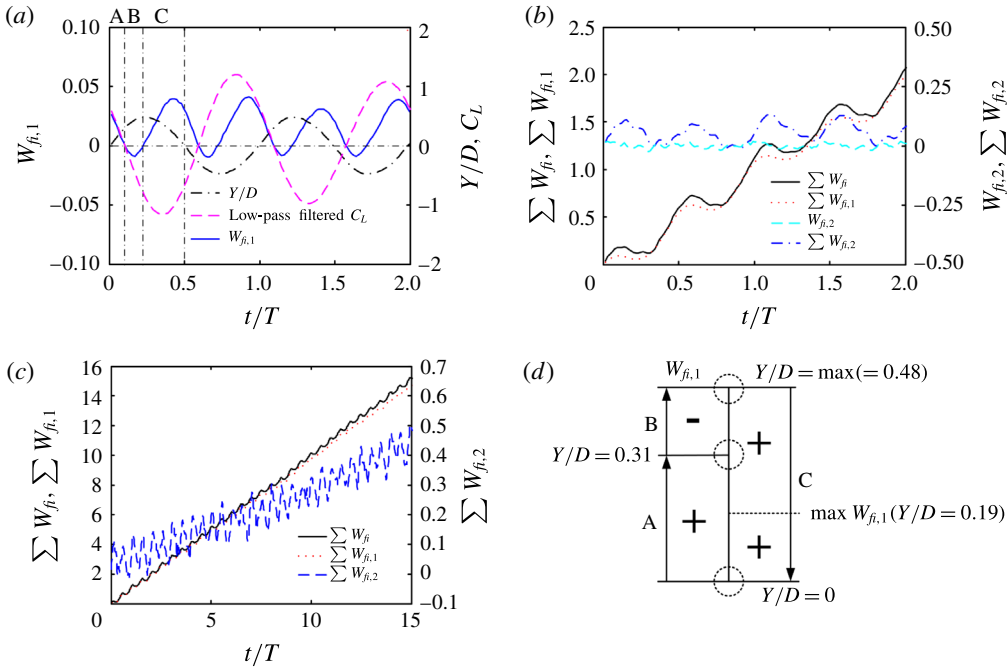 (a)
A B C
0.10
0.05
0
−0.05
−0.10
W_{fi,1}
2
1
0
−1
−2
Y/D, C_L
Y/D
Low-pass filtered C_L
W_{fi,1}
0
0.5
1.0
1.5
2.0
t/T
(b)
2.5
2.0
1.5
1.0
0.5
∑ W_{fi}, ∑ W_{fi,1}
0.50
0.25
0
−0.25
−0.50
W_{fi,2}, ∑ W_{fi,2}
∑ W_{fi}
∑ W_{fi,1}
W_{fi,2}
∑ W_{fi,2}
0
0.5
1.0
1.5
2.0
t/T
(c)
16
14
12
10
8
6
4
2
∑ W_{fi}, ∑ W_{fi,1}
0.7
0.6
0.5
0.4
0.3
0.2
0.1
0
−0.1
∑ W_{fi,2}
∑ W_{fi}
∑ W_{fi,1}
∑ W_{fi,2}
0
5
10
15
t/T
(d)
W_{fi,1}
Y/D = max(= 0.48)
B
-
+
Y/D = 0.31
C
A
+
max W_{fi,1}(Y/D = 0.19)
+
Y/D = 0